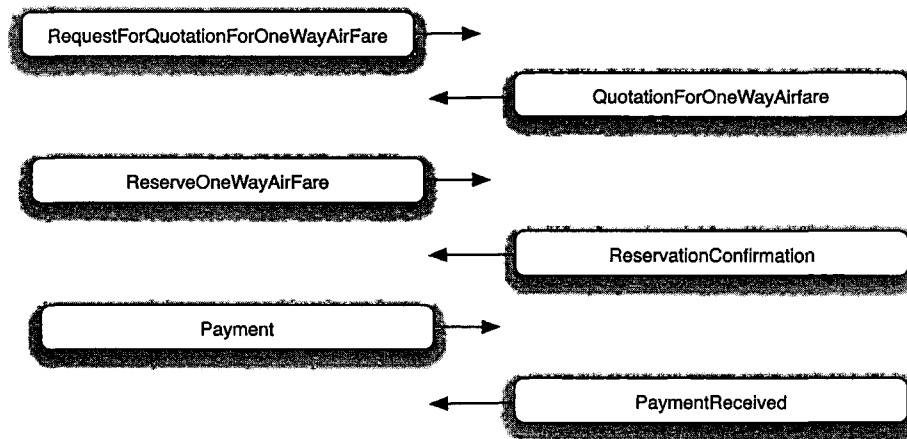 RequestForQuotationForOneWayAirFare
QuotationForOneWayAirfare
ReserveOneWayAirFare
ReservationConfirmation
Payment
PaymentReceived